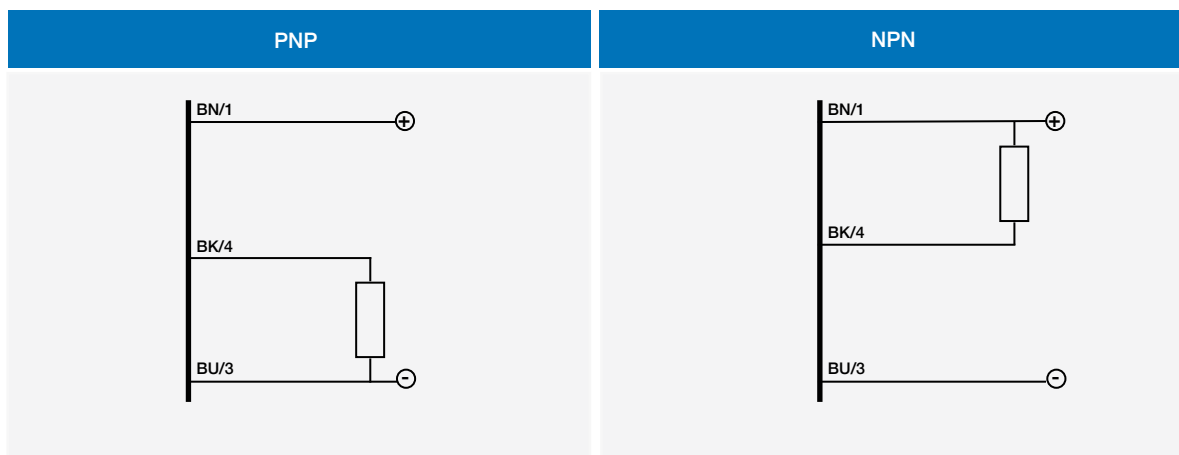 PNP
BN/1
+
BK/4
BU/3
-
NPN
BN/1
+
BK/4
BU/3
-